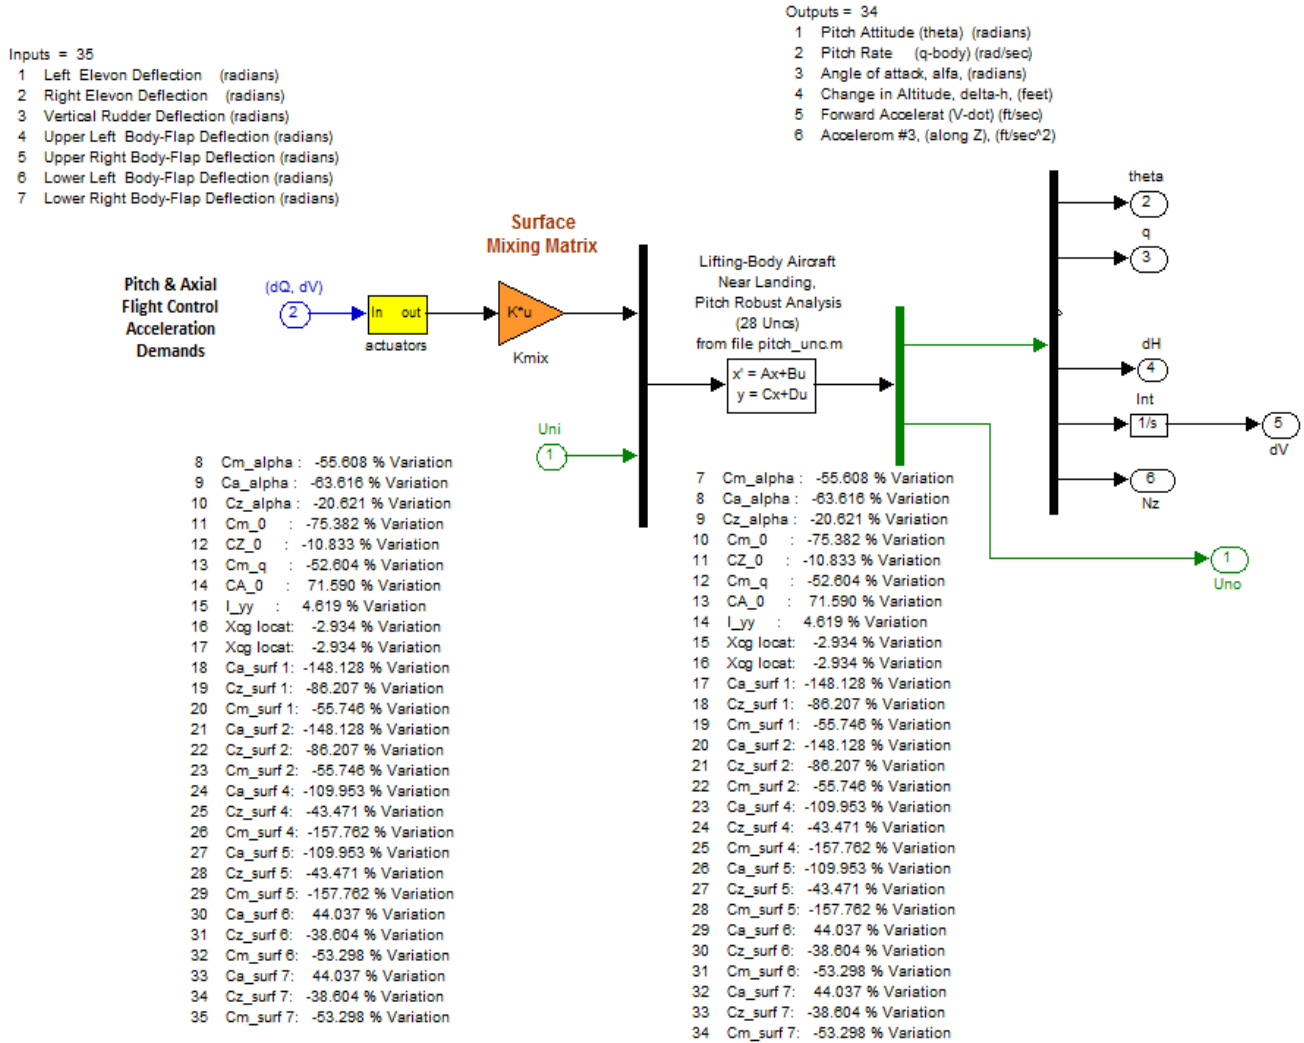 Outputs = 34
1 Pitch Attitude (theta) (radians)
2 Pitch Rate (q-body) (rad/sec)
3 Angle of attack, alfa, (radians)
4 Change in Altitude, delta-h, (feet)
5 Forward Accelerat (V-dot) (ft/sec)
6 Accelerom #3, (along Z), (ft/sec^2)
Inputs = 35
1 Left Elevon Deflection (radians)
2 Right Elevon Deflection (radians)
3 Vertical Rudder Deflection (radians)
4 Upper Left Body-Flap Deflection (radians)
5 Upper Right Body-Flap Deflection (radians)
6 Lower Left Body-Flap Deflection (radians)
7 Lower Right Body-Flap Deflection (radians)
Surface
Mixing Matrix
Pitch & Axial
Flight Control
Acceleration
Demands
(dQ, dV)
2
In out
actuators
K*u
Kmix
Uni
1
Lifting-Body Aircraft
Near Landing,
Pitch Robust Analysis
(28 Uncs)
from file pitch_unc.m
x' = Ax+Bu
y = Cx+Du
theta
2
q
3
dH
4
Int
1/s
5
dV
6
Nz
1
Uno
8 Cm_alpha : -55.608 % Variation
9 Ca_alpha : -63.616 % Variation
10 Cz_alpha : -20.621 % Variation
11 Cm_0 : -75.382 % Variation
12 CZ_0 : -10.833 % Variation
13 Cm_q : -52.604 % Variation
14 CA_0 : 71.590 % Variation
15 I_yy : 4.619 % Variation
16 Xcg locat: -2.934 % Variation
17 Xcg locat: -2.934 % Variation
18 Ca_surf 1: -148.128 % Variation
19 Cz_surf 1: -86.207 % Variation
20 Cm_surf 1: -55.746 % Variation
21 Ca_surf 2: -148.128 % Variation
22 Cz_surf 2: -86.207 % Variation
23 Cm_surf 2: -55.746 % Variation
24 Ca_surf 4: -109.953 % Variation
25 Cz_surf 4: -43.471 % Variation
26 Cm_surf 4: -157.762 % Variation
27 Ca_surf 5: -109.953 % Variation
28 Cz_surf 5: -43.471 % Variation
29 Cm_surf 5: -157.762 % Variation
30 Ca_surf 6: 44.037 % Variation
31 Cz_surf 6: -38.604 % Variation
32 Cm_surf 6: -53.298 % Variation
33 Ca_surf 7: 44.037 % Variation
34 Cz_surf 7: -38.604 % Variation
35 Cm_surf 7: -53.298 % Variation
7 Cm_alpha : -55.608 % Variation
8 Ca_alpha : -63.616 % Variation
9 Cz_alpha : -20.621 % Variation
10 Cm_0 : -75.382 % Variation
11 CZ_0 : -10.833 % Variation
12 Cm_q : -52.604 % Variation
13 CA_0 : 71.590 % Variation
14 I_yy : 4.619 % Variation
15 Xcg locat: -2.934 % Variation
16 Xcg locat: -2.934 % Variation
17 Ca_surf 1: -148.128 % Variation
18 Cz_surf 1: -86.207 % Variation
19 Cm_surf 1: -55.746 % Variation
20 Ca_surf 2: -148.128 % Variation
21 Cz_surf 2: -86.207 % Variation
22 Cm_surf 2: -55.746 % Variation
23 Ca_surf 4: -109.953 % Variation
24 Cz_surf 4: -43.471 % Variation
25 Cm_surf 4: -157.762 % Variation
26 Ca_surf 5: -109.953 % Variation
27 Cz_surf 5: -43.471 % Variation
28 Cm_surf 5: -157.762 % Variation
29 Ca_surf 6: 44.037 % Variation
30 Cz_surf 6: -38.604 % Variation
31 Cm_surf 6: -53.298 % Variation
32 Ca_surf 7: 44.037 % Variation
33 Cz_surf 7: -38.604 % Variation
34 Cm_surf 7: -53.298 % Variation